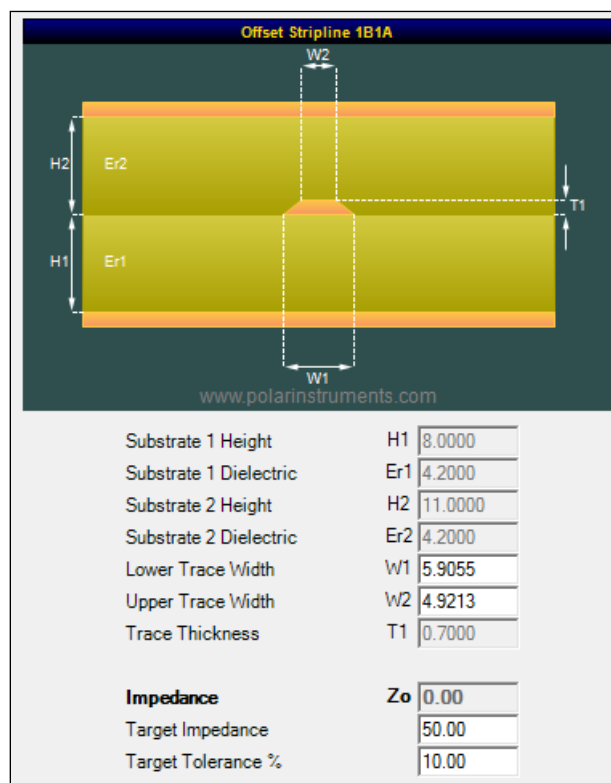 Offset Stripline 1B1A
W2
H2
Er2
T1
H1
Er1
W1
www.polarinstruments.com
Substrate 1 Height H1 8.0000
Substrate 1 Dielectric Er1 4.2000
Substrate 2 Height H2 11.0000
Substrate 2 Dielectric Er2 4.2000
Lower Trace Width W1 5.9055
Upper Trace Width W2 4.9213
Trace Thickness T1 0.7000
Impedance Zo 0.00
Target Impedance 50.00
Target Tolerance % 10.00